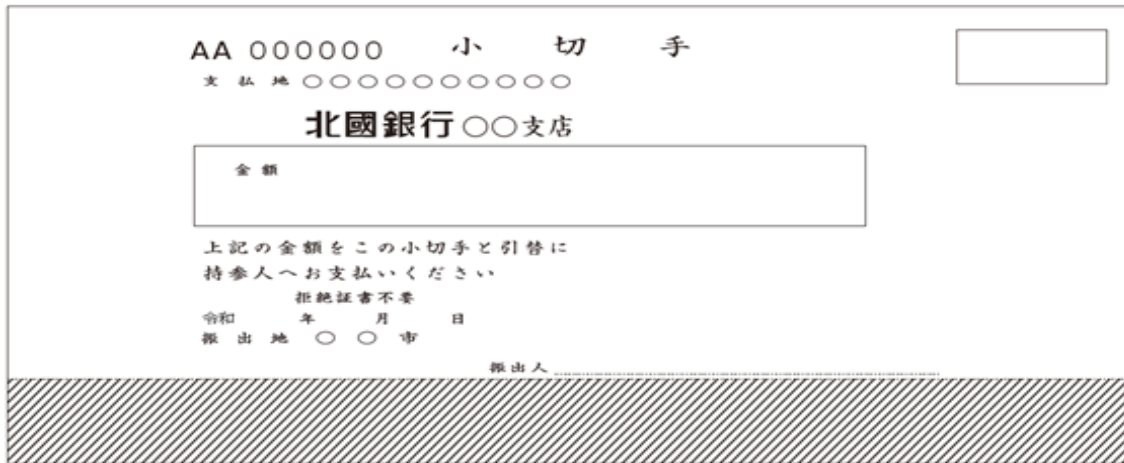 AA 000000 小切手
支払地 ○○○○○○○○○○
北國銀行○○支店
金額
上記の金額をこの小切手と引替に
持参人へお支払いください
拒絶証書不要
令和 年 月 日
振出地 ○ ○ 市
振出人